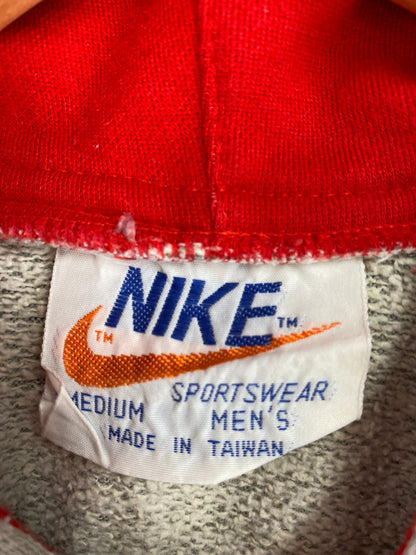 NIKE™
™
SPORTSWEAR
MEDIUM MEN'S
MADE IN TAIWAN